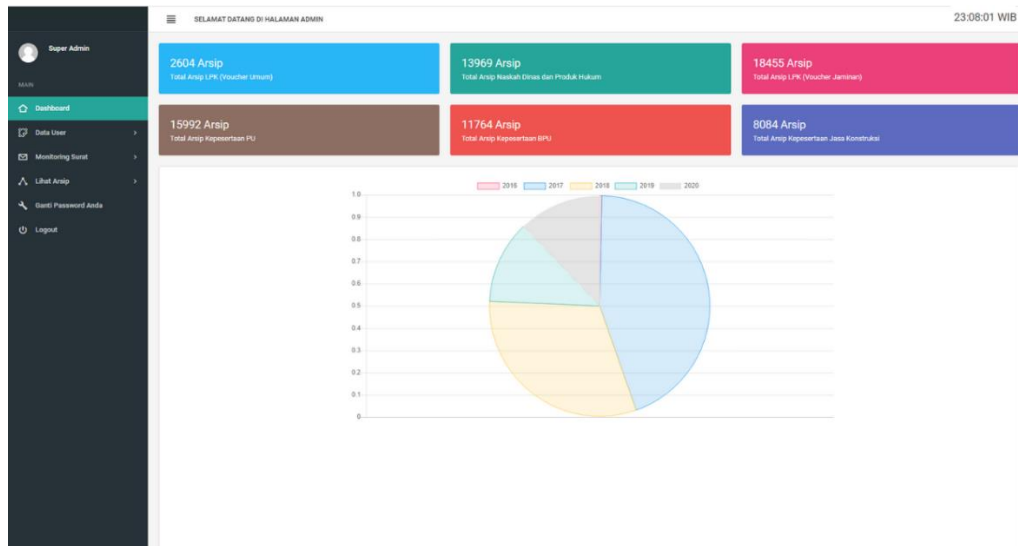 SELAMAT DATANG DI HALAMAN ADMIN
23:08:01 WIB
Super Admin
MAIN
Dashboard
Data User
Monitoring Surat
Lihat Arsip
Ganti Password Anda
Logout
2604 Arsip
Total Arsip LPK (Voucher Umum)
13969 Arsip
Total Arsip Naskah Dinas dan Produk Hukum
18455 Arsip
Total Arsip LPK (Voucher Jaminan)
15992 Arsip
Total Arsip Kepesertaan PU
11764 Arsip
Total Arsip Kepesertaan BPU
8084 Arsip
Total Arsip Kepesertaan Jasa Konstruksi
2016 2017 2018 2019 2020
1.0
0.9
0.8
0.7
0.6
0.5
0.4
0.3
0.2
0.1
0